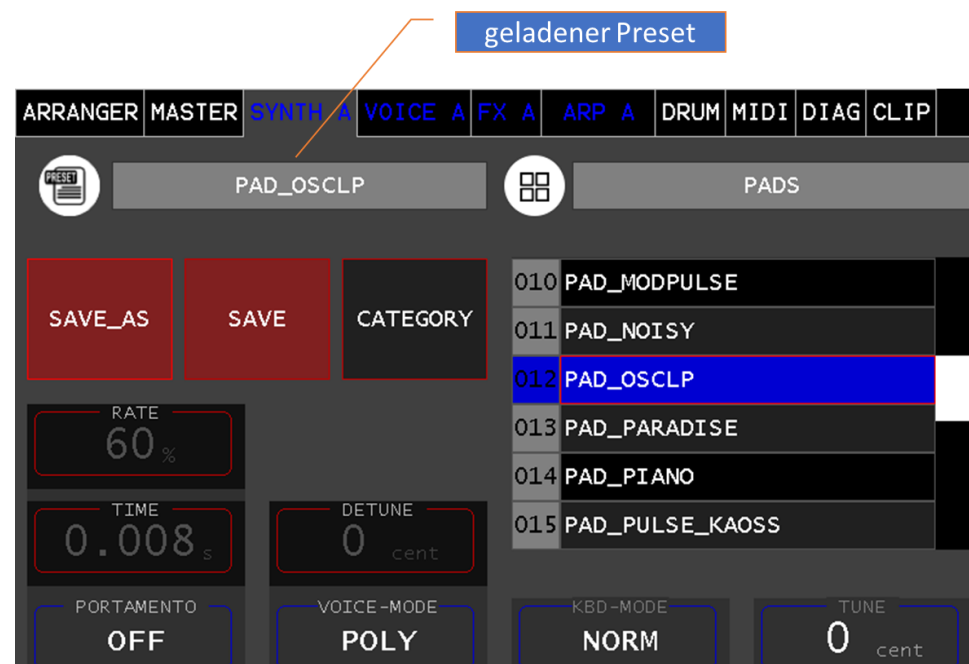 geladener Preset
ARRANGER MASTER SYNTH A VOICE A FX A ARP A DRUM MIDI DIAG CLIP
PRESET PAD_OSCLP PADS
SAVE_AS SAVE CATEGORY
010 PAD_MODPULSE
011 PAD_NOISY
012 PAD_OSCLP
013 PAD_PARADISE
014 PAD_PIANO
015 PAD_PULSE_KAOSS
RATE
60 %
TIME DETUNE
0.008 s 0 cent
PORTAMENTO VOICE-MODE KBD-MODE TUNE
OFF POLY NORM 0 cent